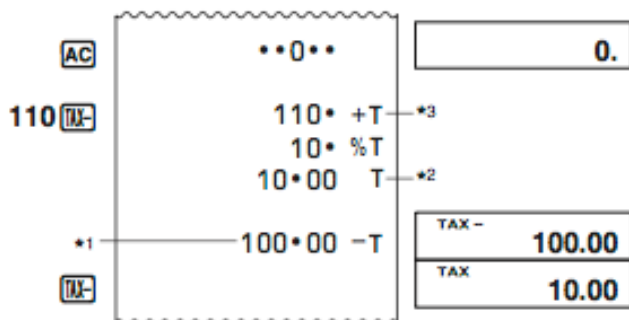 AC ••0•• 0.
110 TAX- 110• +T *3
10• %T
10•00 T *2
*1 100•00 -T TAX - 100.00
TAX- TAX 10.00